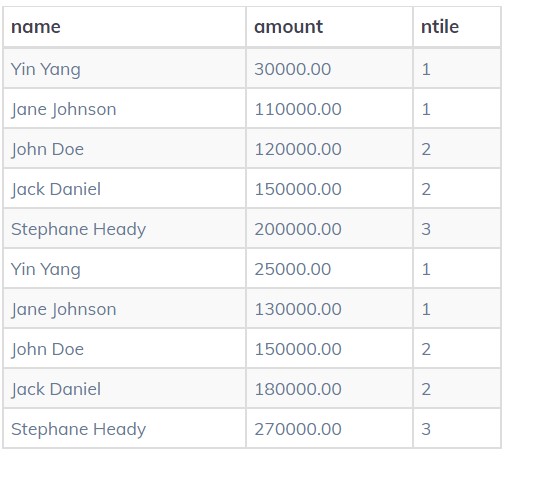 name amount ntile
Yin Yang 30000.00 1
Jane Johnson 110000.00 1
John Doe 120000.00 2
Jack Daniel 150000.00 2
Stephane Heady 200000.00 3
Yin Yang 25000.00 1
Jane Johnson 130000.00 1
John Doe 150000.00 2
Jack Daniel 180000.00 2
Stephane Heady 270000.00 3